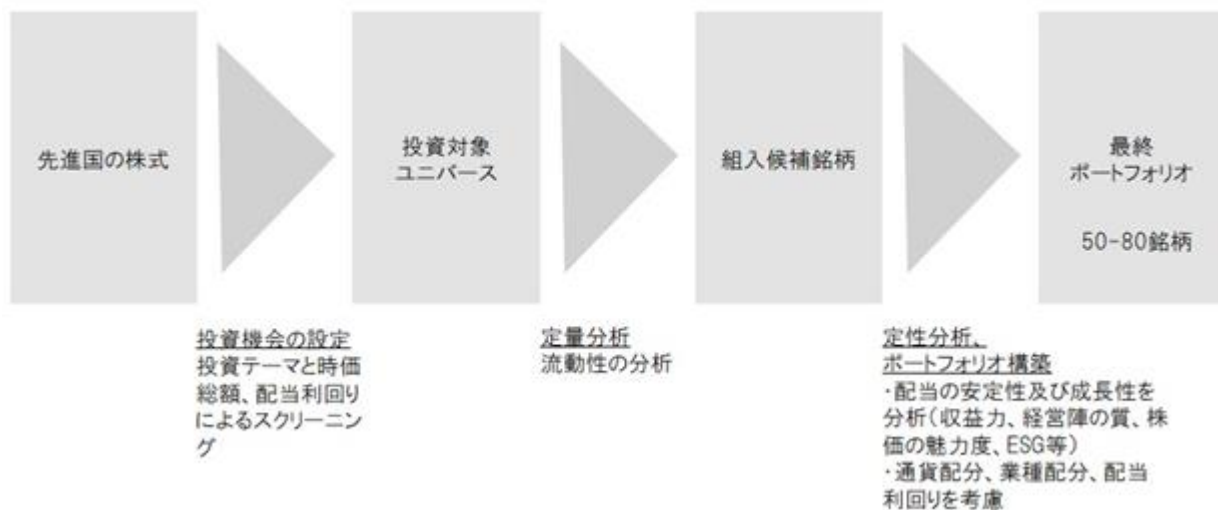 先進国の株式
投資対象
ユニバース
組入候補銘柄
最終
ポートフォリオ
50-80銘柄
投資機会の設定
投資テーマと時価
総額、配当利回り
によるスクリーニン
グ
定量分析
流動性の分析
定性分析、
ポートフォリオ構築
・配当の安定性及び成長性を
分析(収益力、経営陣の質、株
価の魅力度、ESG等)
・通貨配分、業種配分、配当
利回りを考慮